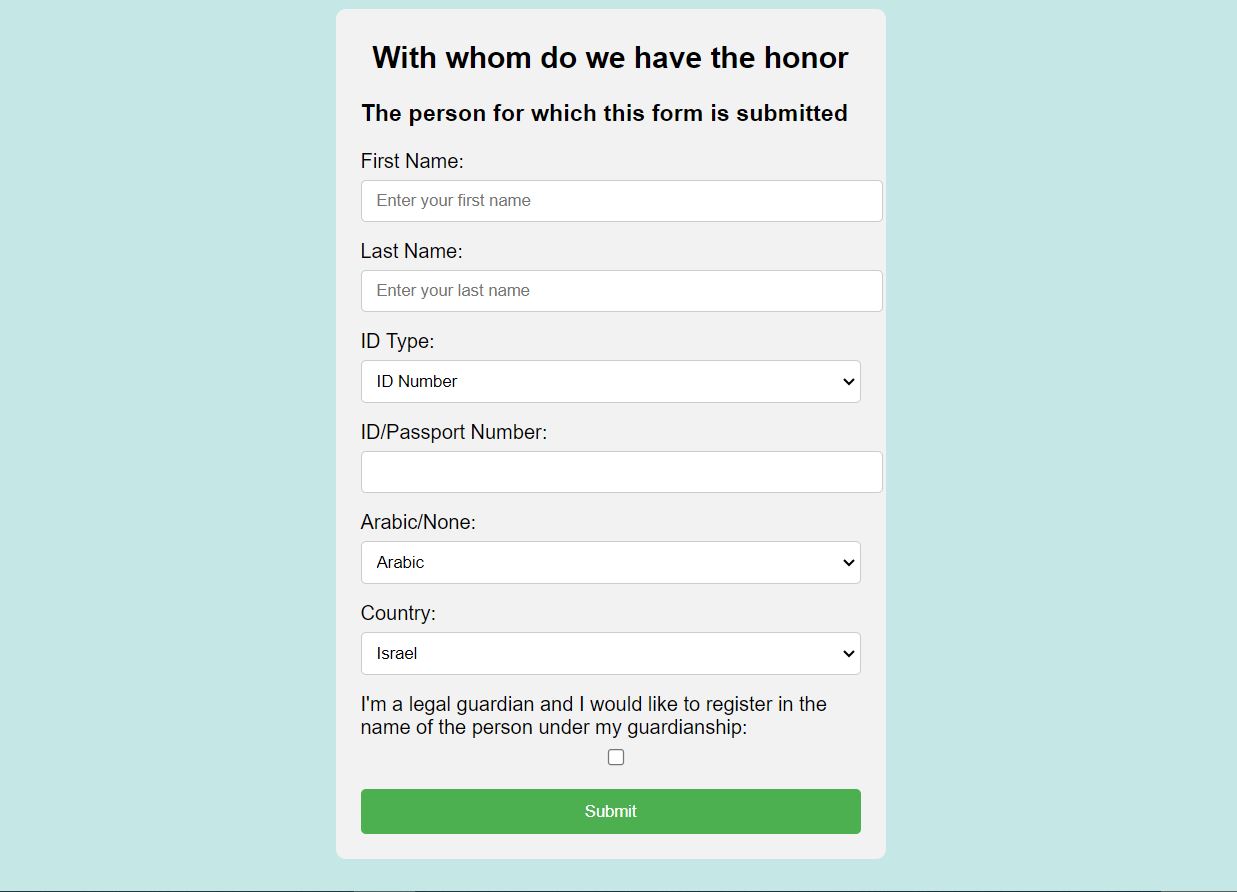 With whom do we have the honor
The person for which this form is submitted
First Name:
Enter your first name
Last Name:
Enter your last name
ID Type:
ID Number
ID/Passport Number:
Arabic/None:
Arabic
Country:
Israel
I'm a legal guardian and I would like to register in the
name of the person under my guardianship:
Submit